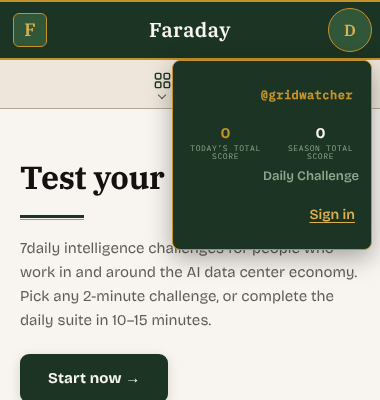 F
Faraday
D
@gridwatcher
0
0
TODAY'S TOTAL SCORE
SEASON TOTAL SCORE
Daily Challenge
Sign in
Test your
7daily intelligence challenges for people who
work in and around the AI data center economy.
Pick any 2-minute challenge, or complete the
daily suite in 10–15 minutes.
Start now →